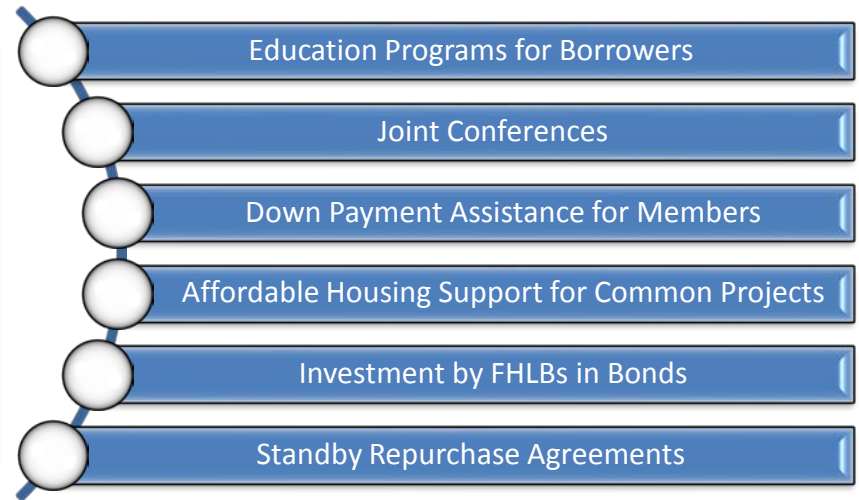 Education Programs for Borrowers
Joint Conferences
Down Payment Assistance for Members
Affordable Housing Support for Common Projects
Investment by FHLBs in Bonds
Standby Repurchase Agreements